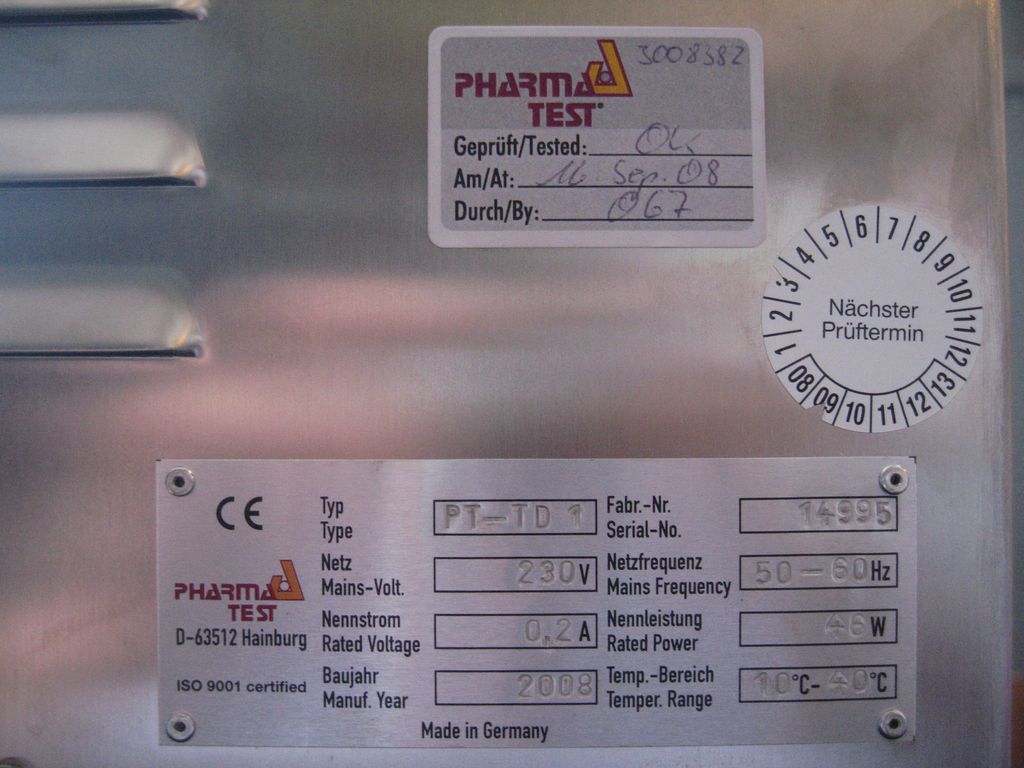 PHARMA TEST® 3008382
Geprüft/Tested: OK
Am/At: 16 Sep. 08
Durch/By: 067
1 2 3 4 5 6 7 8 9 10 11 12
Nächster
Prüftermin
08 09 10 11 12 13
CE
PHARMA TEST
D-63512 Hainburg
ISO 9001 certified
Typ
Type PT-TD 1
Fabr.-Nr.
Serial-No. 14995
Netz
Mains-Volt. 230V
Netzfrequenz
Mains Frequency 50-60Hz
Nennstrom
Rated Voltage 0,2 A
Nennleistung
Rated Power 46 W
Baujahr
Manuf. Year 2008
Temp.-Bereich
Temper. Range 10°C- 40°C
Made in Germany